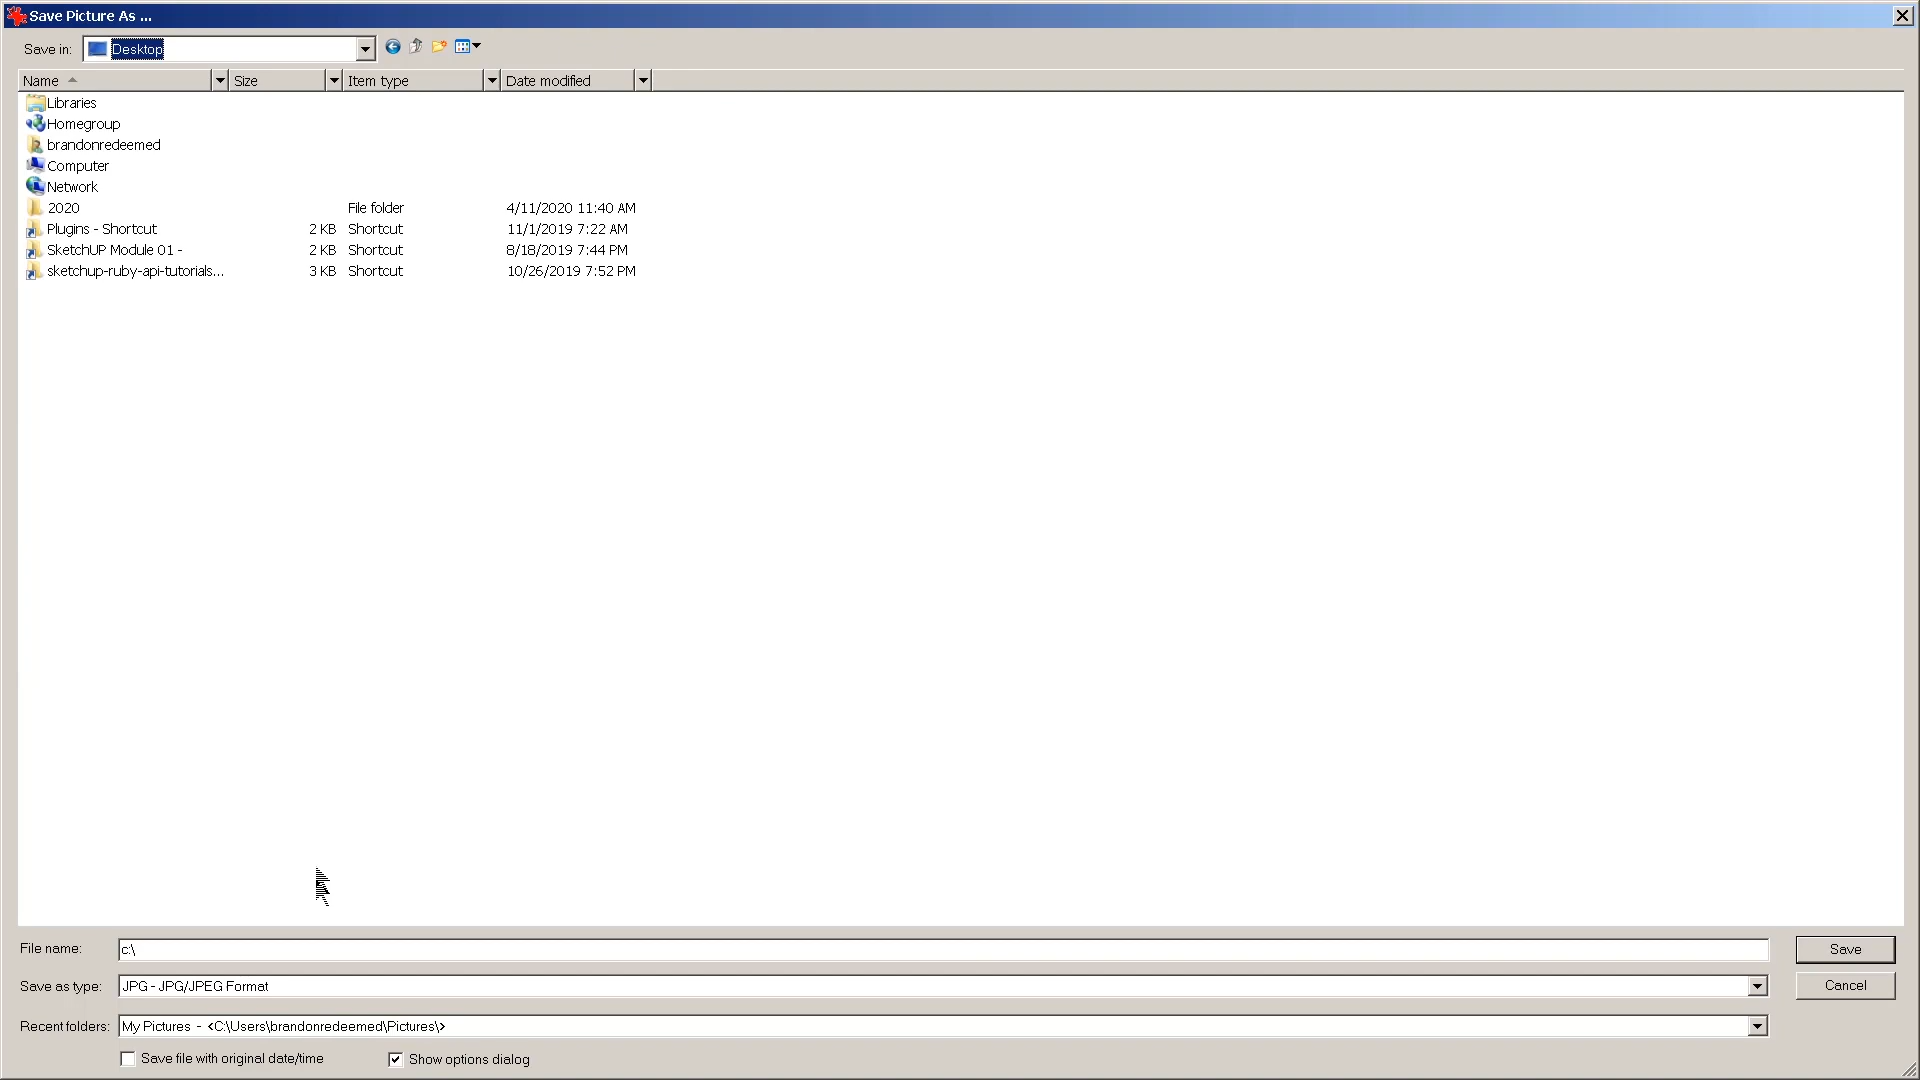 Save Picture As ...
Save in: Desktop
Name Size Item type Date modified
Libraries
Homegroup
brandonredeemed
Computer
Network
2020 File folder 4/11/2020 11:40 AM
Plugins - Shortcut 2 KB Shortcut 11/1/2019 7:22 AM
SketchUP Module 01 - 2 KB Shortcut 8/18/2019 7:44 PM
sketchup-ruby-api-tutorials... 3 KB Shortcut 10/26/2019 7:52 PM
File name: c:\ Save
Save as type: JPG - JPG/JPEG Format Cancel
Recent folders: My Pictures - <C:\Users\brandonredeemed\Pictures\>
Save file with original date/time Show options dialog